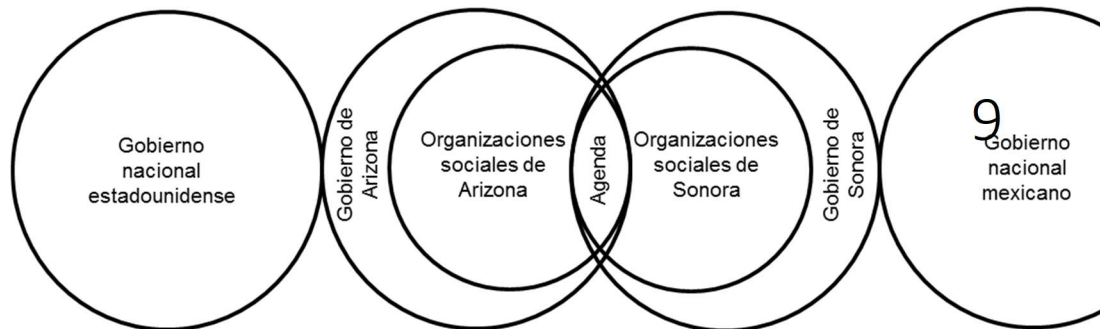 Gobierno
nacional
estadounidense
Gobierno de
Arizona
Organizaciones
sociales de
Arizona
Agenda
Organizaciones
sociales de
Sonora
Gobierno de
Sonora
9
Gobierno
nacional
mexicano